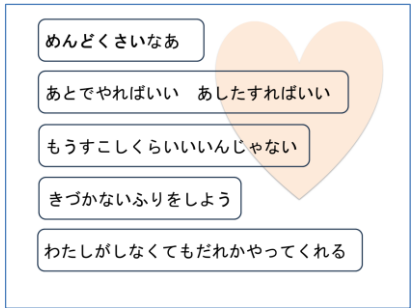 めんどくさいなあ
あとでやればいい　あしたすればいい
もうすこしくらいいいんじゃない
きづかないふりをしよう
わたしがしなくてもだれかやってくれる